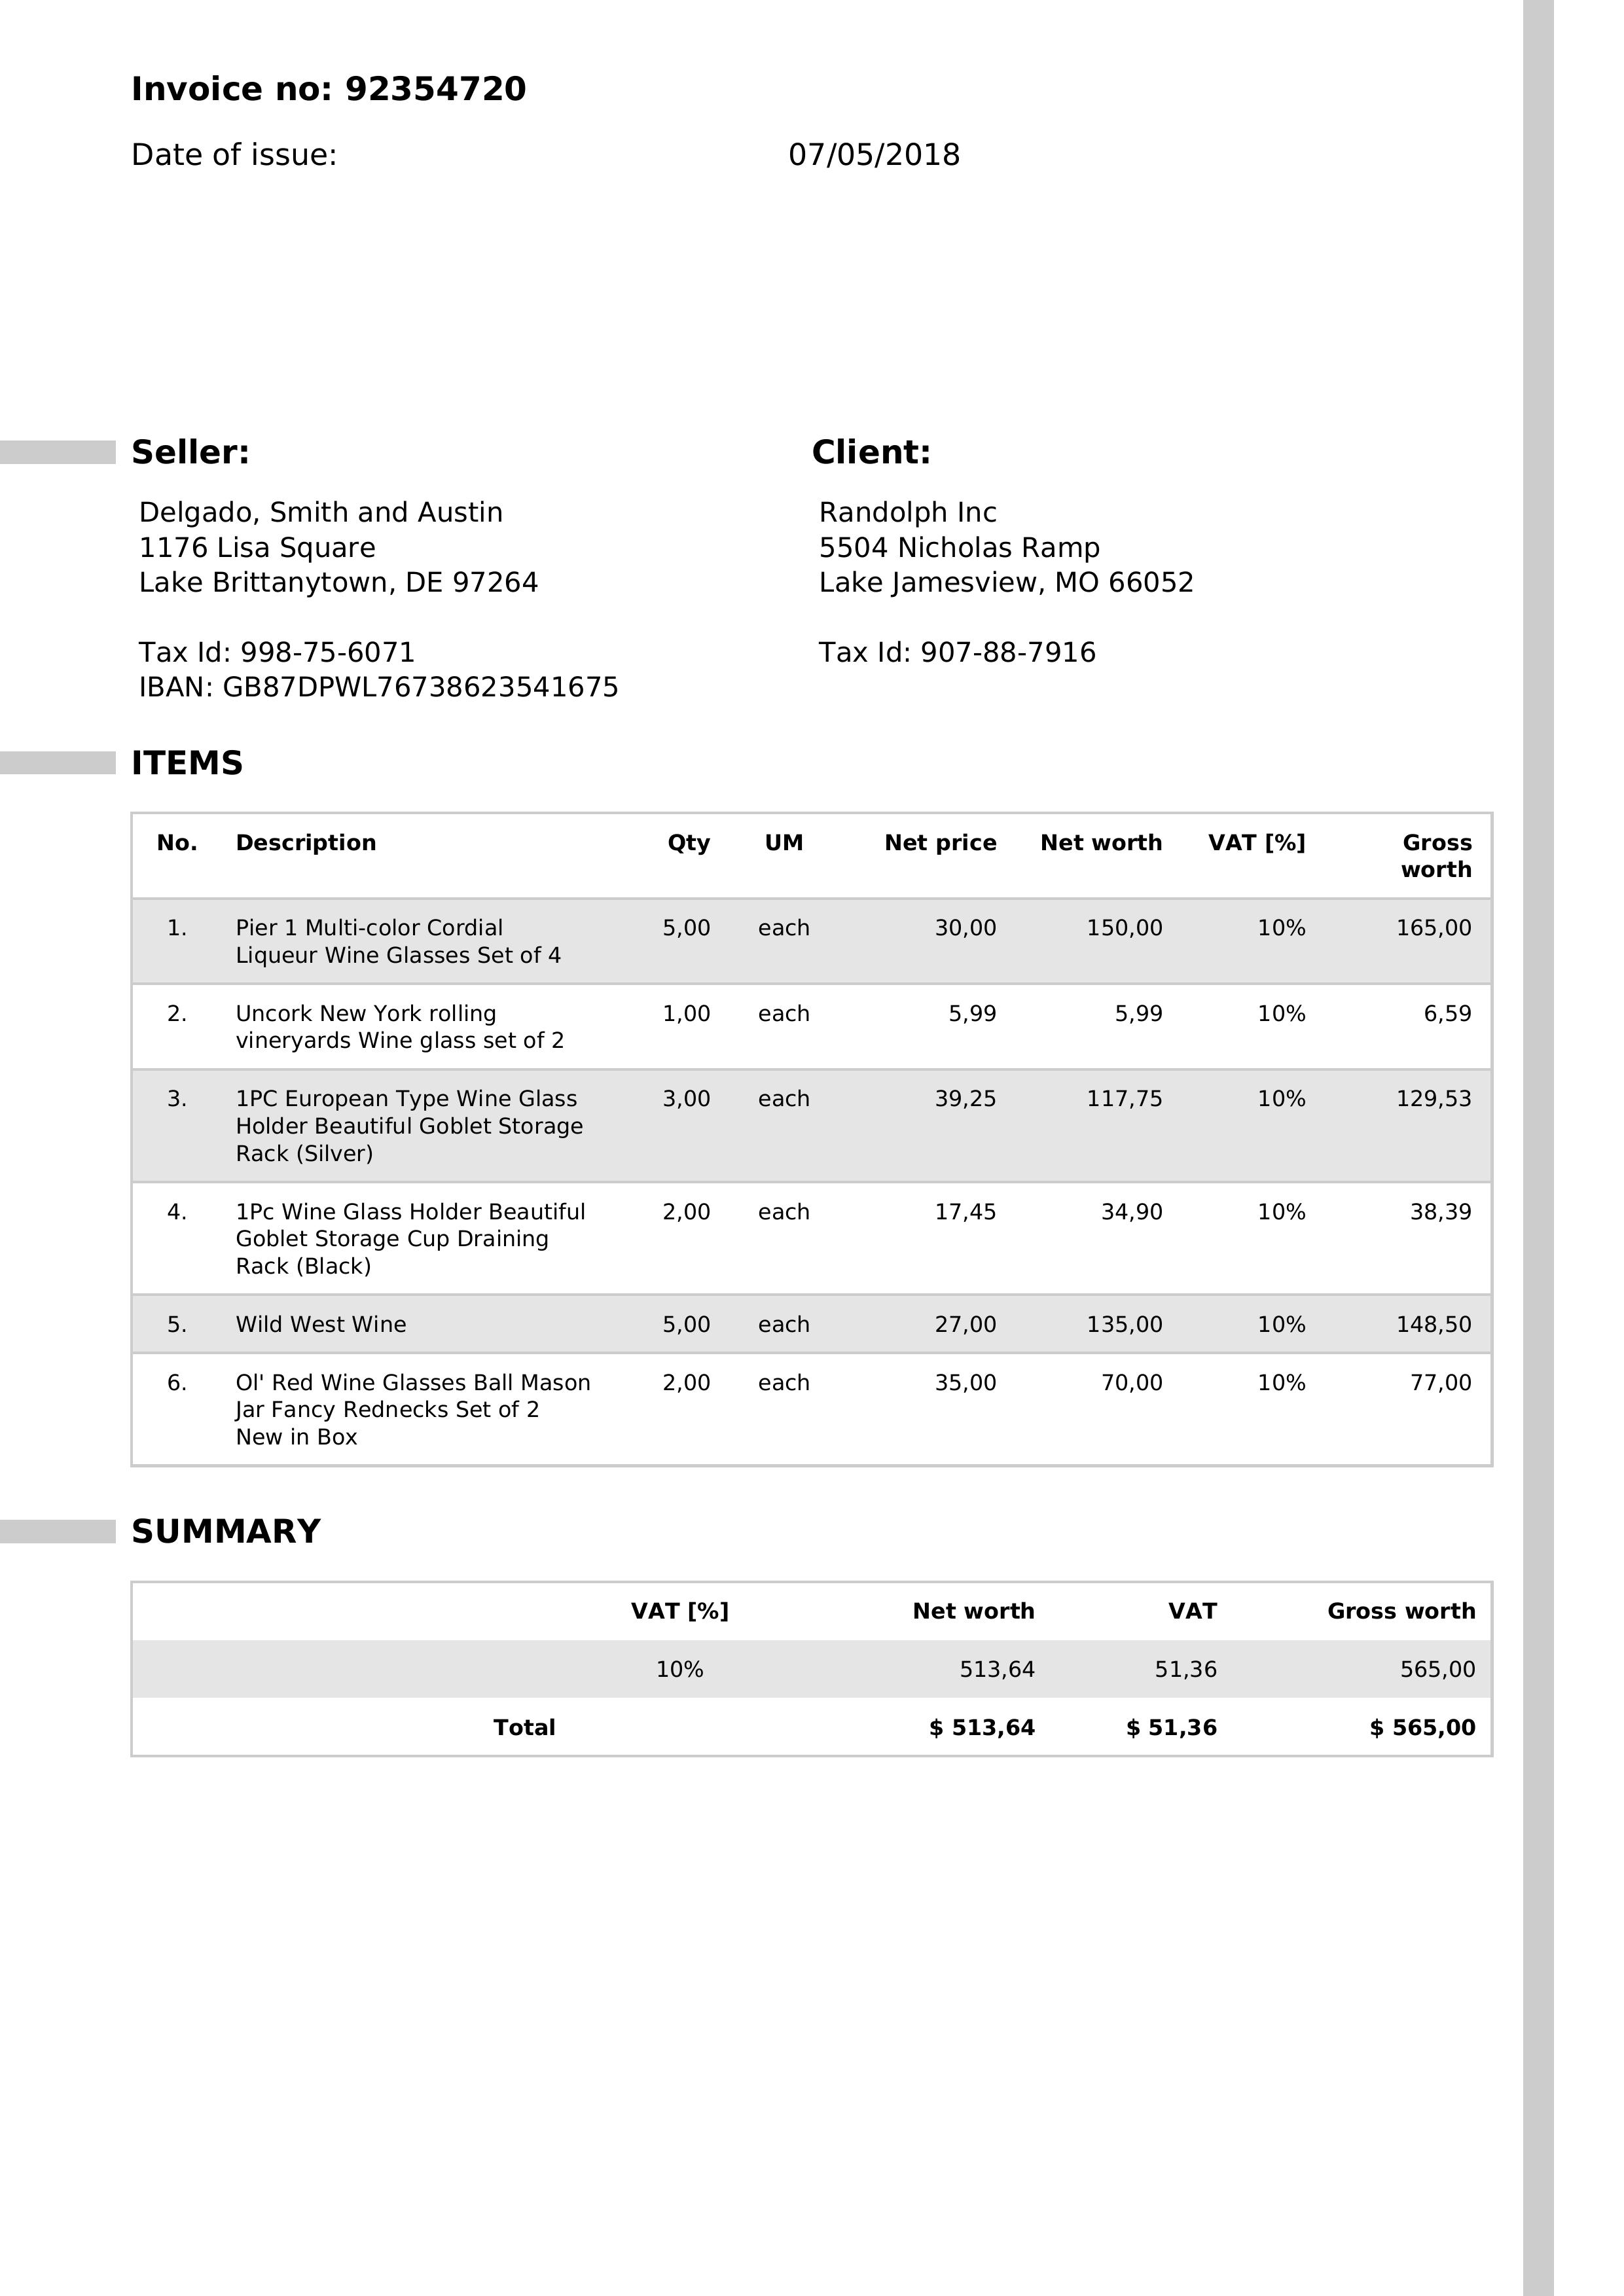 Invoice no: 92354720
Date of issue: 07/05/2018
Seller:
Delgado, Smith and Austin
1176 Lisa Square
Lake Brittanytown, DE 97264
Tax Id: 998-75-6071
IBAN: GB87DPWL76738623541675
Client:
Randolph Inc
5504 Nicholas Ramp
Lake Jamesview, MO 66052
Tax Id: 907-88-7916
ITEMS
No. Description Qty UM Net price Net worth VAT [%] Gross
worth
1. Pier 1 Multi-color Cordial 5,00 each 30,00 150,00 10% 165,00
Liqueur Wine Glasses Set of 4
2. Uncork New York rolling 1,00 each 5,99 5,99 10% 6,59
vineryards Wine glass set of 2
3. 1PC European Type Wine Glass 3,00 each 39,25 117,75 10% 129,53
Holder Beautiful Goblet Storage
Rack (Silver)
4. 1Pc Wine Glass Holder Beautiful 2,00 each 17,45 34,90 10% 38,39
Goblet Storage Cup Draining
Rack (Black)
5. Wild West Wine 5,00 each 27,00 135,00 10% 148,50
6. Ol' Red Wine Glasses Ball Mason 2,00 each 35,00 70,00 10% 77,00
Jar Fancy Rednecks Set of 2
New in Box
SUMMARY
VAT [%] Net worth VAT Gross worth
10% 513,64 51,36 565,00
Total $ 513,64 $ 51,36 $ 565,00